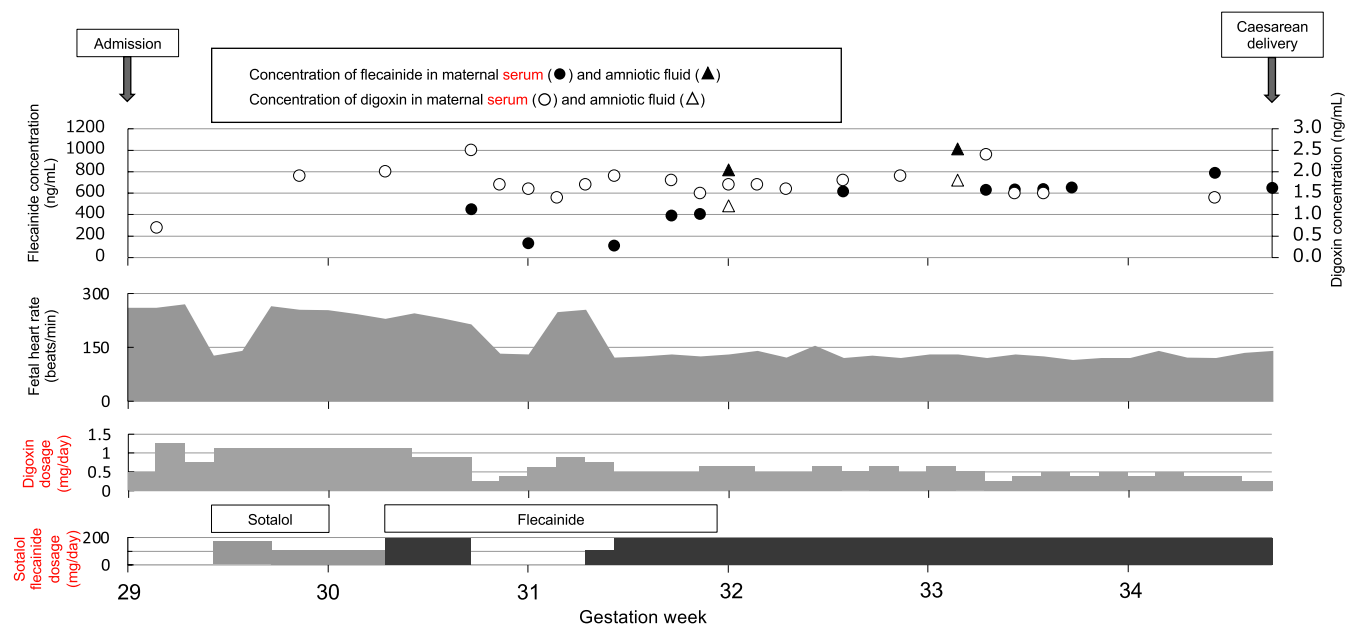 Admission
Caesarean
delivery
Concentration of flecainide in maternal serum (●) and amniotic fluid (▲)
Concentration of digoxin in maternal serum (○) and amniotic fluid (△)
Flecainide concentration
(ng/mL)
1200
1000
800
600
400
200
0
3.0
2.5
2.0
1.5
1.0
0.5
0.0
Digoxin concentration (ng/mL)
Fetal heart rate
(beats/min)
300
150
0
Digoxin
dosage
(mg/day)
1.5
1
0.5
0
Sotalol
Flecainide
Sotalol
flecainide
dosage
(mg/day)
200
0
29
30
31
32
33
34
Gestation week